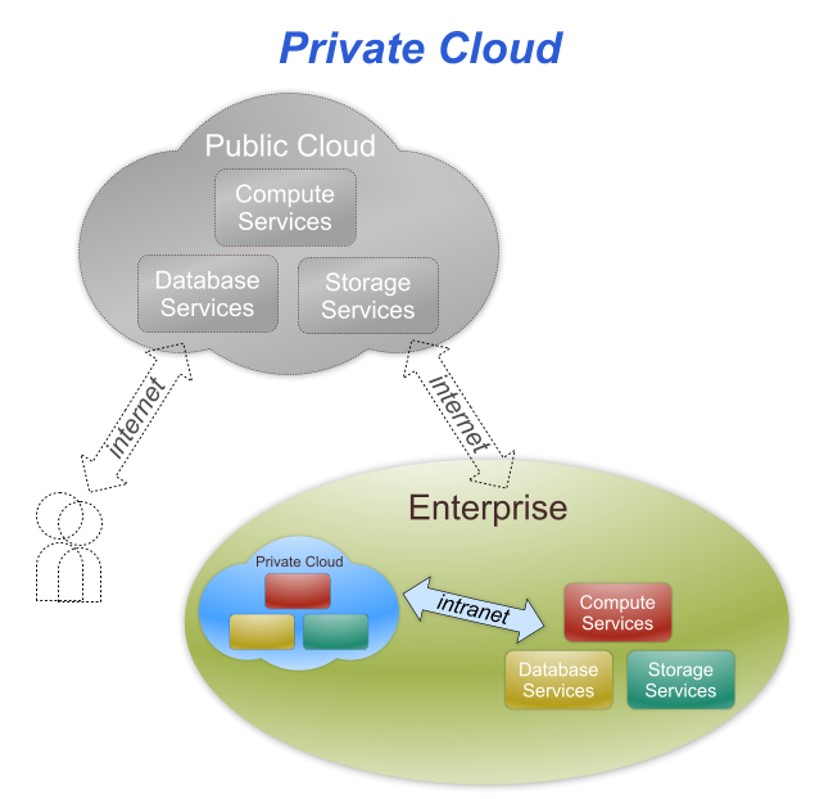 Private Cloud
Public Cloud
Compute
Services
Database
Services
Storage
Services
internet
internet
Enterprise
Private Cloud
intranet
Compute
Services
Database
Services
Storage
Services